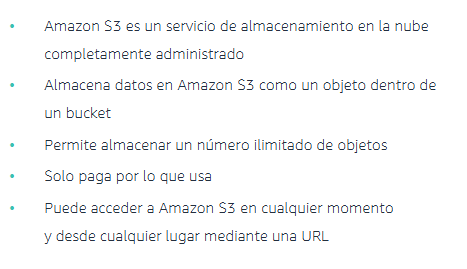 • Amazon S3 es un servicio de almacenamiento en la nube
completamente administrado
• Almacena datos en Amazon S3 como un objeto dentro de
un bucket
• Permite almacenar un número ilimitado de objetos
• Solo paga por lo que usa
• Puede acceder a Amazon S3 en cualquier momento
y desde cualquier lugar mediante una URL